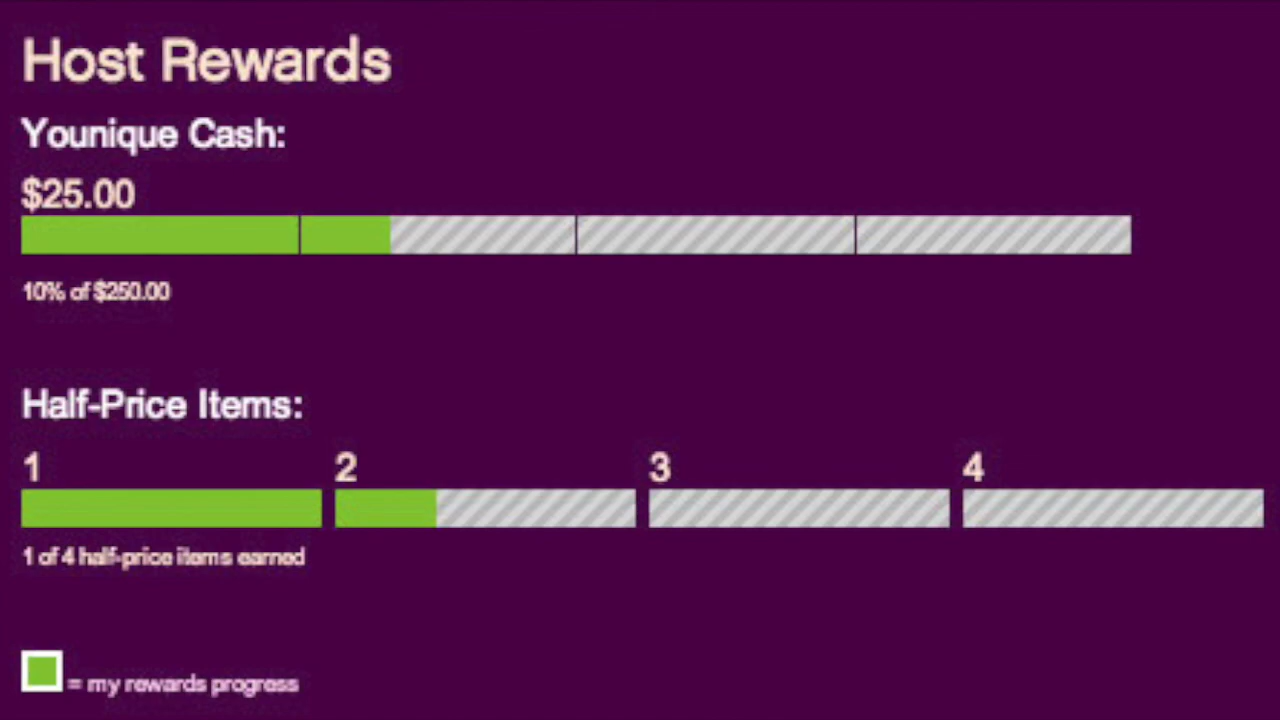 Host Rewards
Younique Cash:
$25.00
10% of $250.00
Half-Price Items:
1 2 3 4
1 of 4 half-price items earned
= my rewards progress